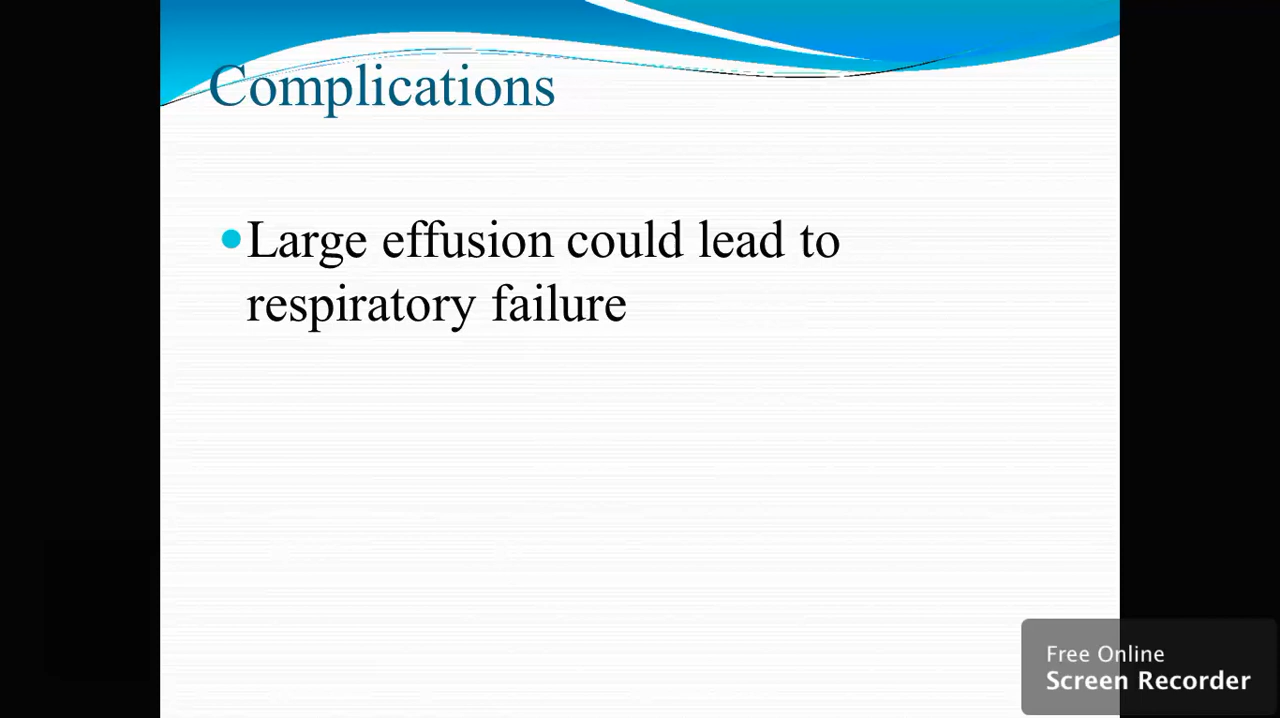 Complications
Large effusion could lead to
respiratory failure
Free Online
Screen Recorder